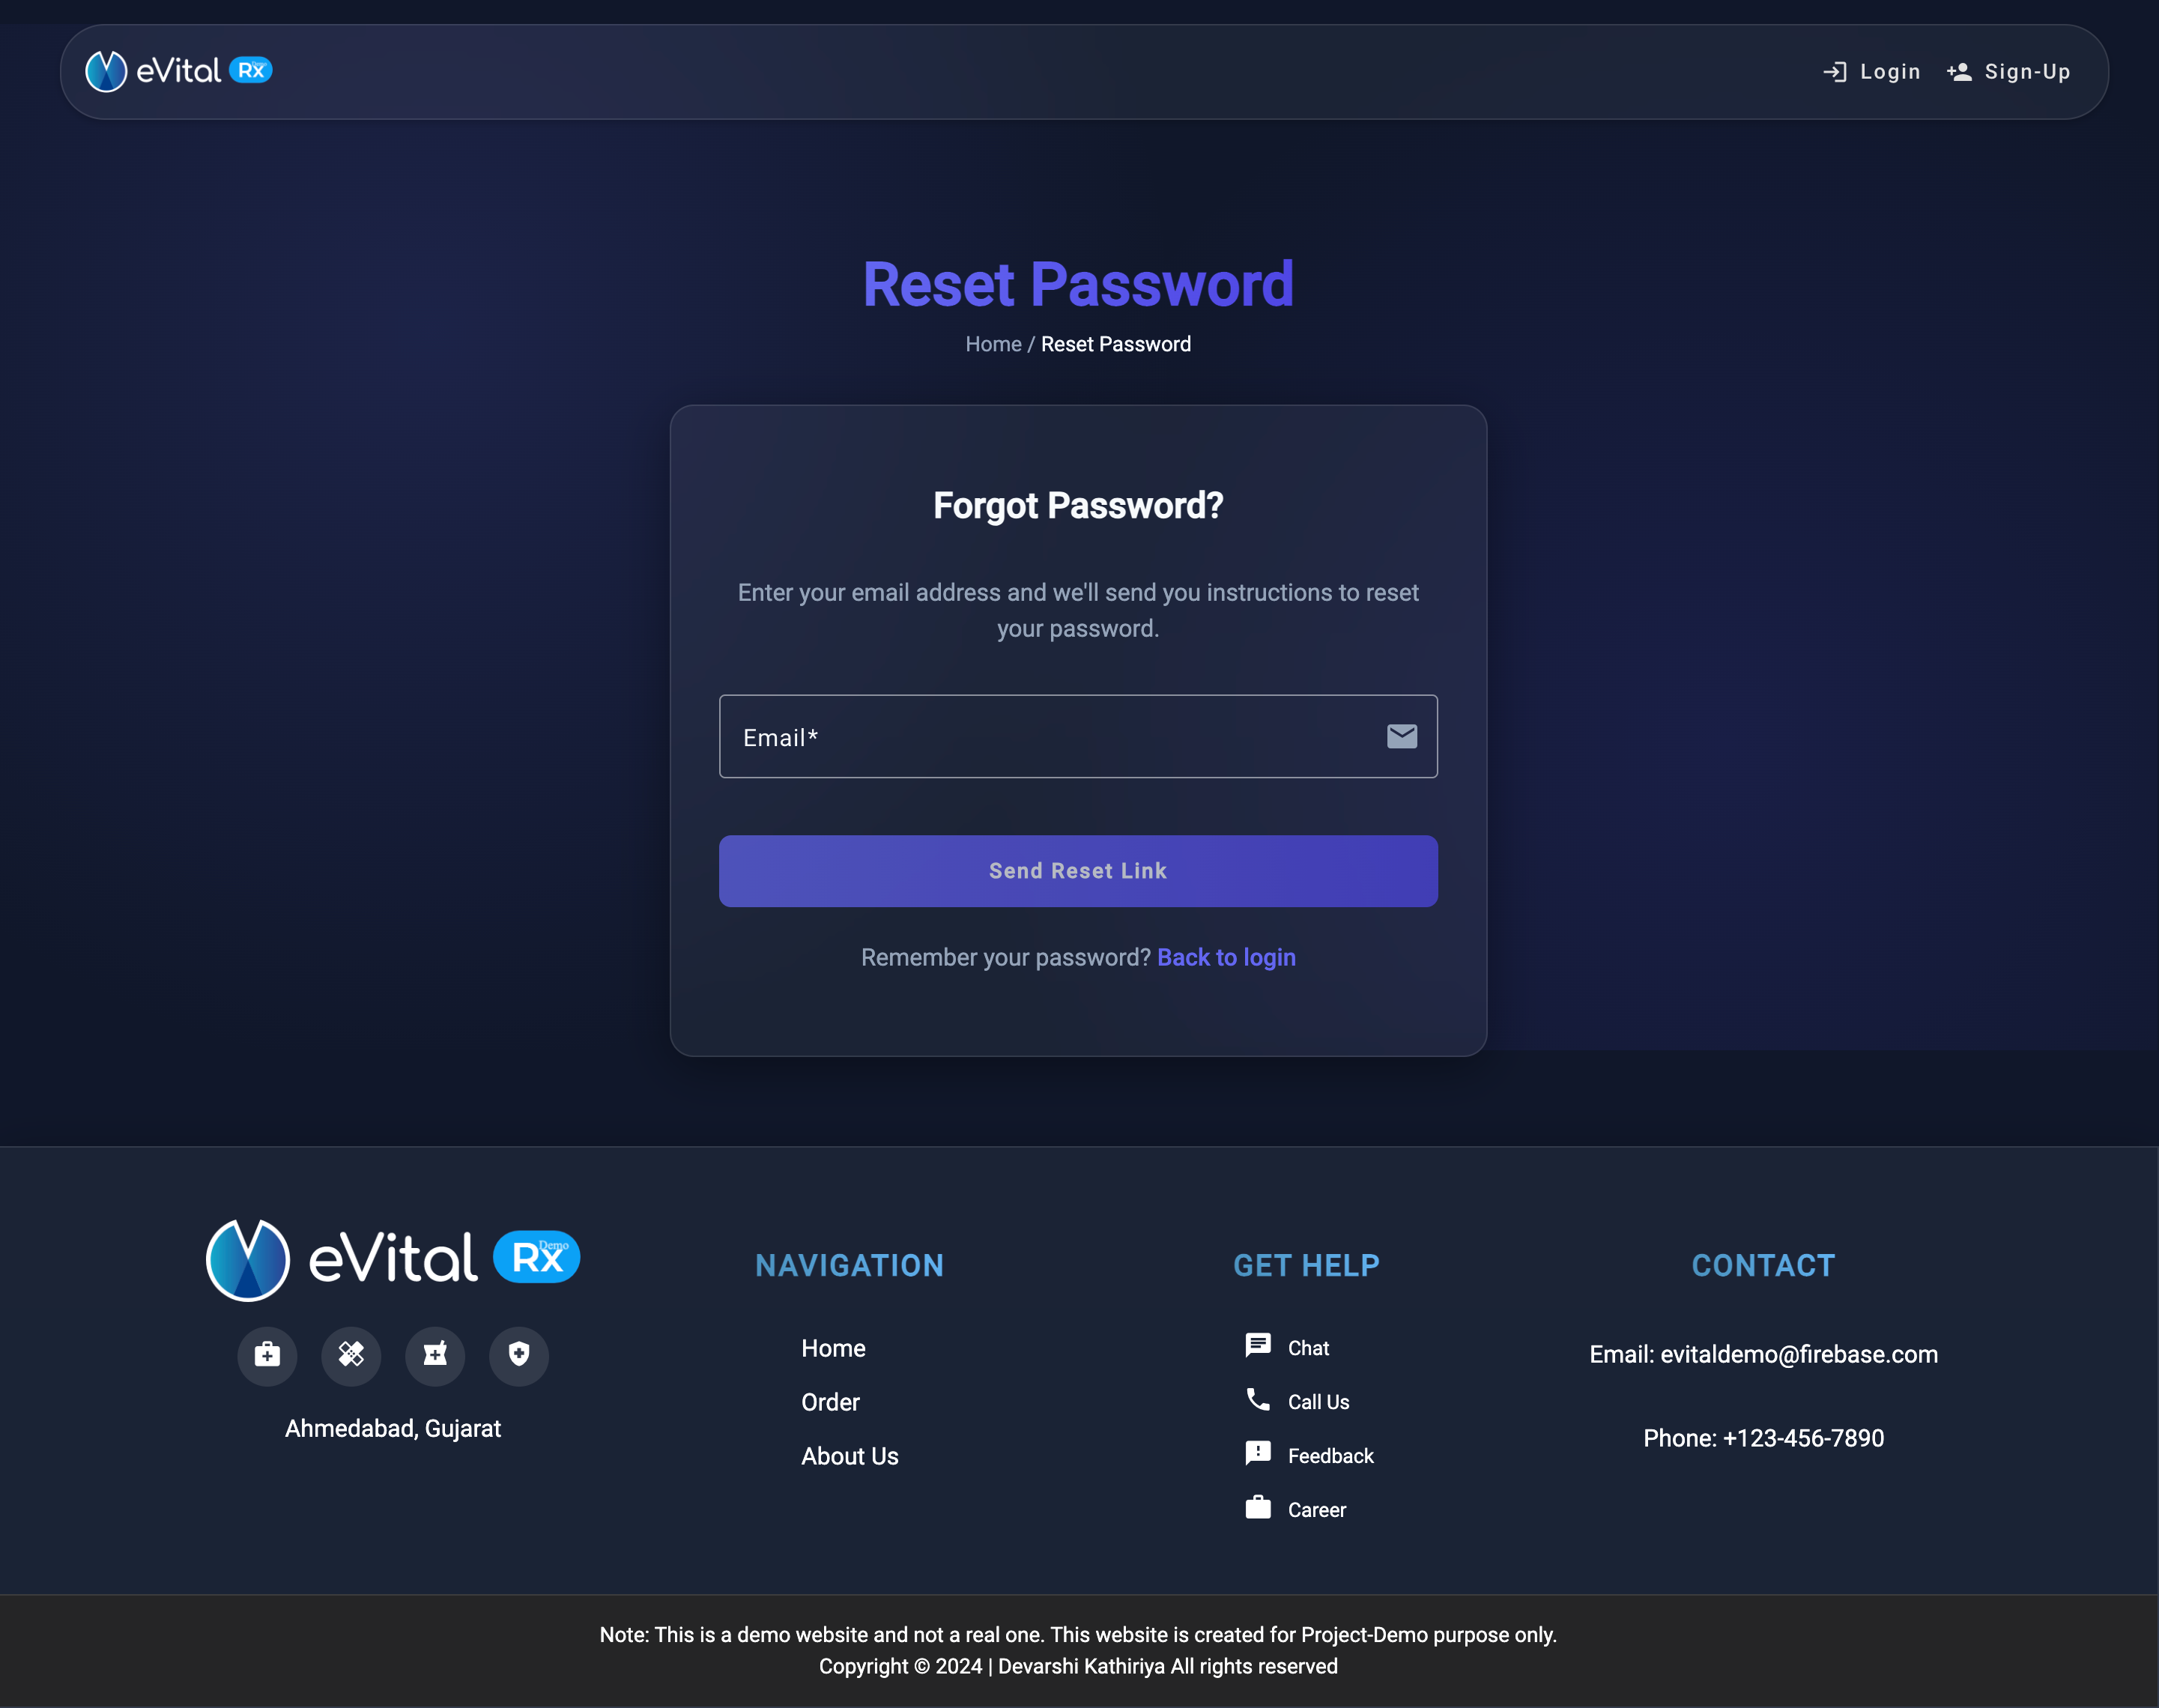 eVital Rx Demo
Login
Sign-Up
Reset Password
Home / Reset Password
Forgot Password?
Enter your email address and we'll send you instructions to reset
your password.
Email*
Send Reset Link
Remember your password? Back to login
eVital Rx Demo
Ahmedabad, Gujarat
NAVIGATION
Home
Order
About Us
GET HELP
Chat
Call Us
Feedback
Career
CONTACT
Email: evitaldemo@firebase.com
Phone: +123-456-7890
Note: This is a demo website and not a real one. This website is created for Project-Demo purpose only.
Copyright © 2024 | Devarshi Kathiriya All rights reserved